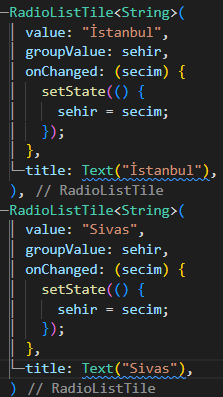 RadioListTile<String>(
value: "İstanbul",
groupValue: sehir,
onChanged: (secim) {
setState(() {
sehir = secim;
});
},
title: Text("İstanbul"),
), // RadioListTile
RadioListTile<String>(
value: "Sivas",
groupValue: sehir,
onChanged: (secim) {
setState(() {
sehir = secim;
});
},
title: Text("Sivas"),
) // RadioListTile